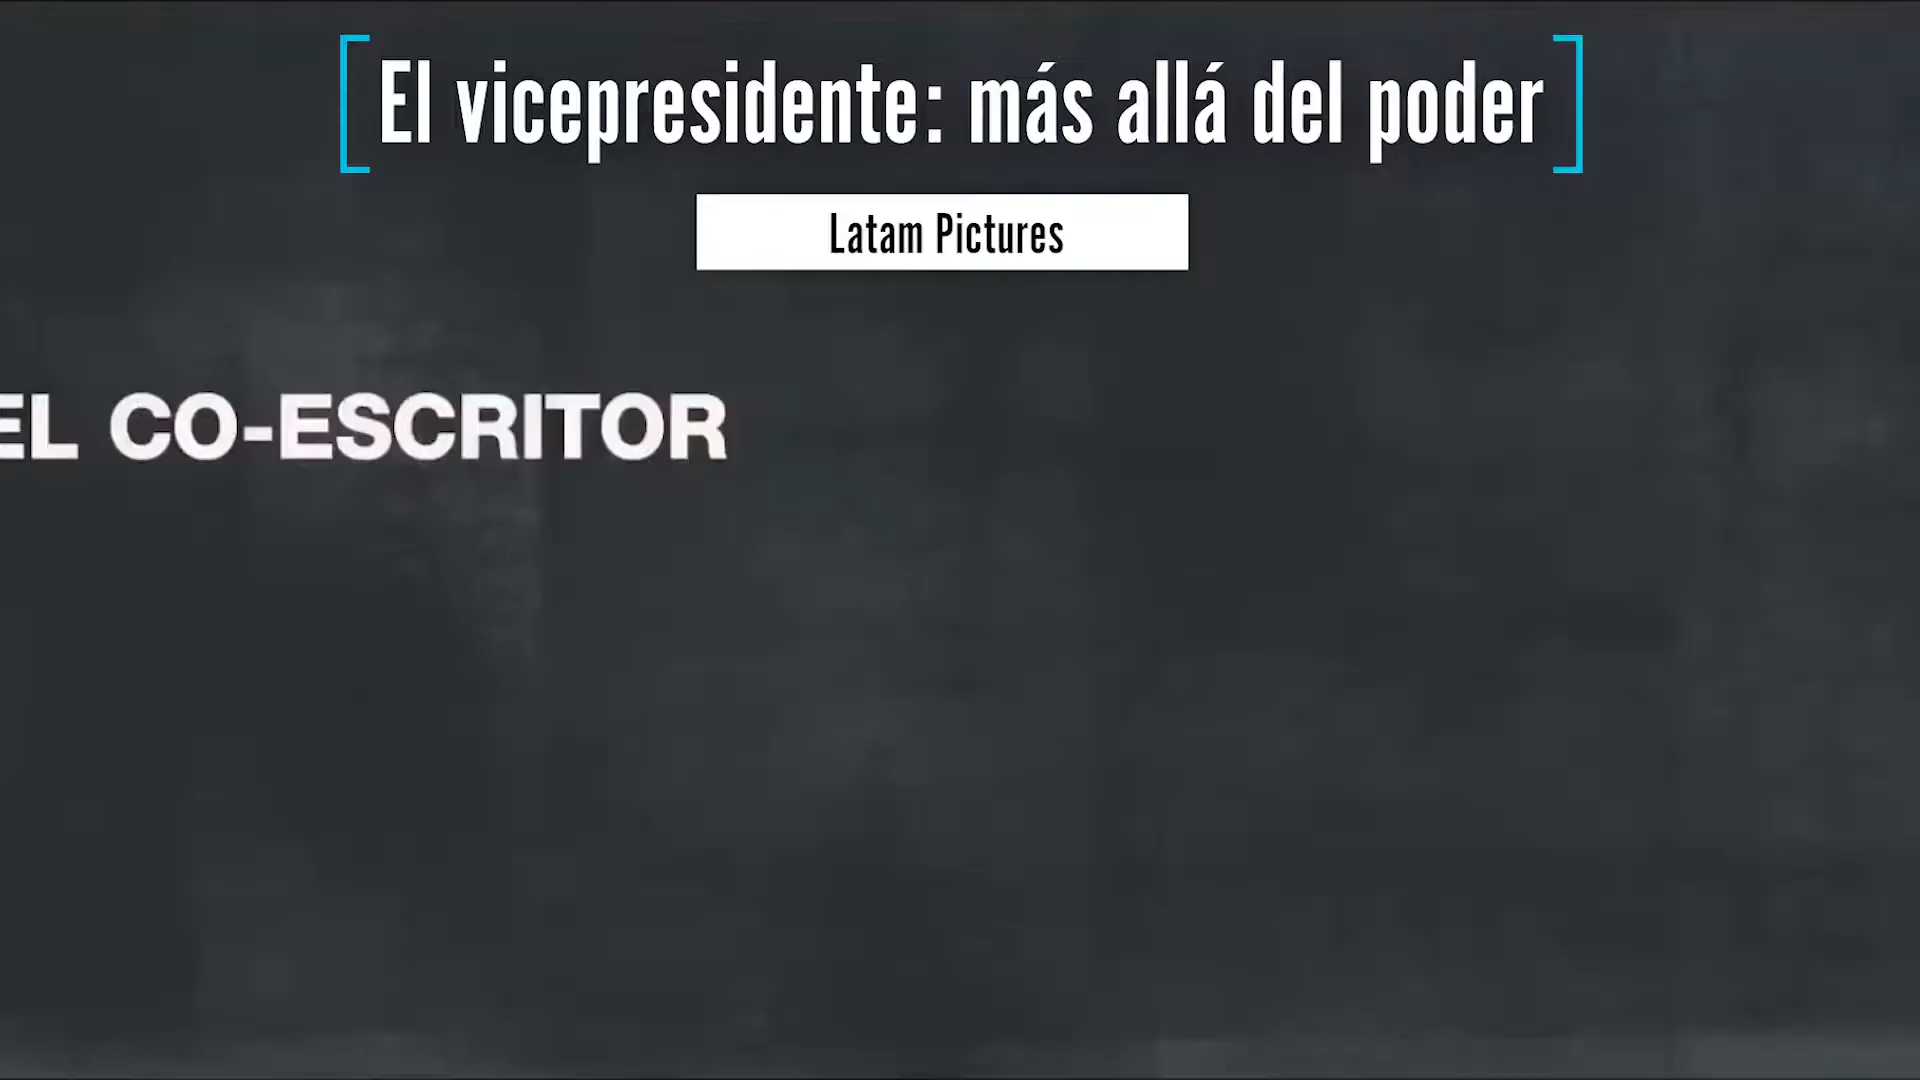 El vicepresidente: más allá del poder
Latam Pictures
EL CO-ESCRITOR